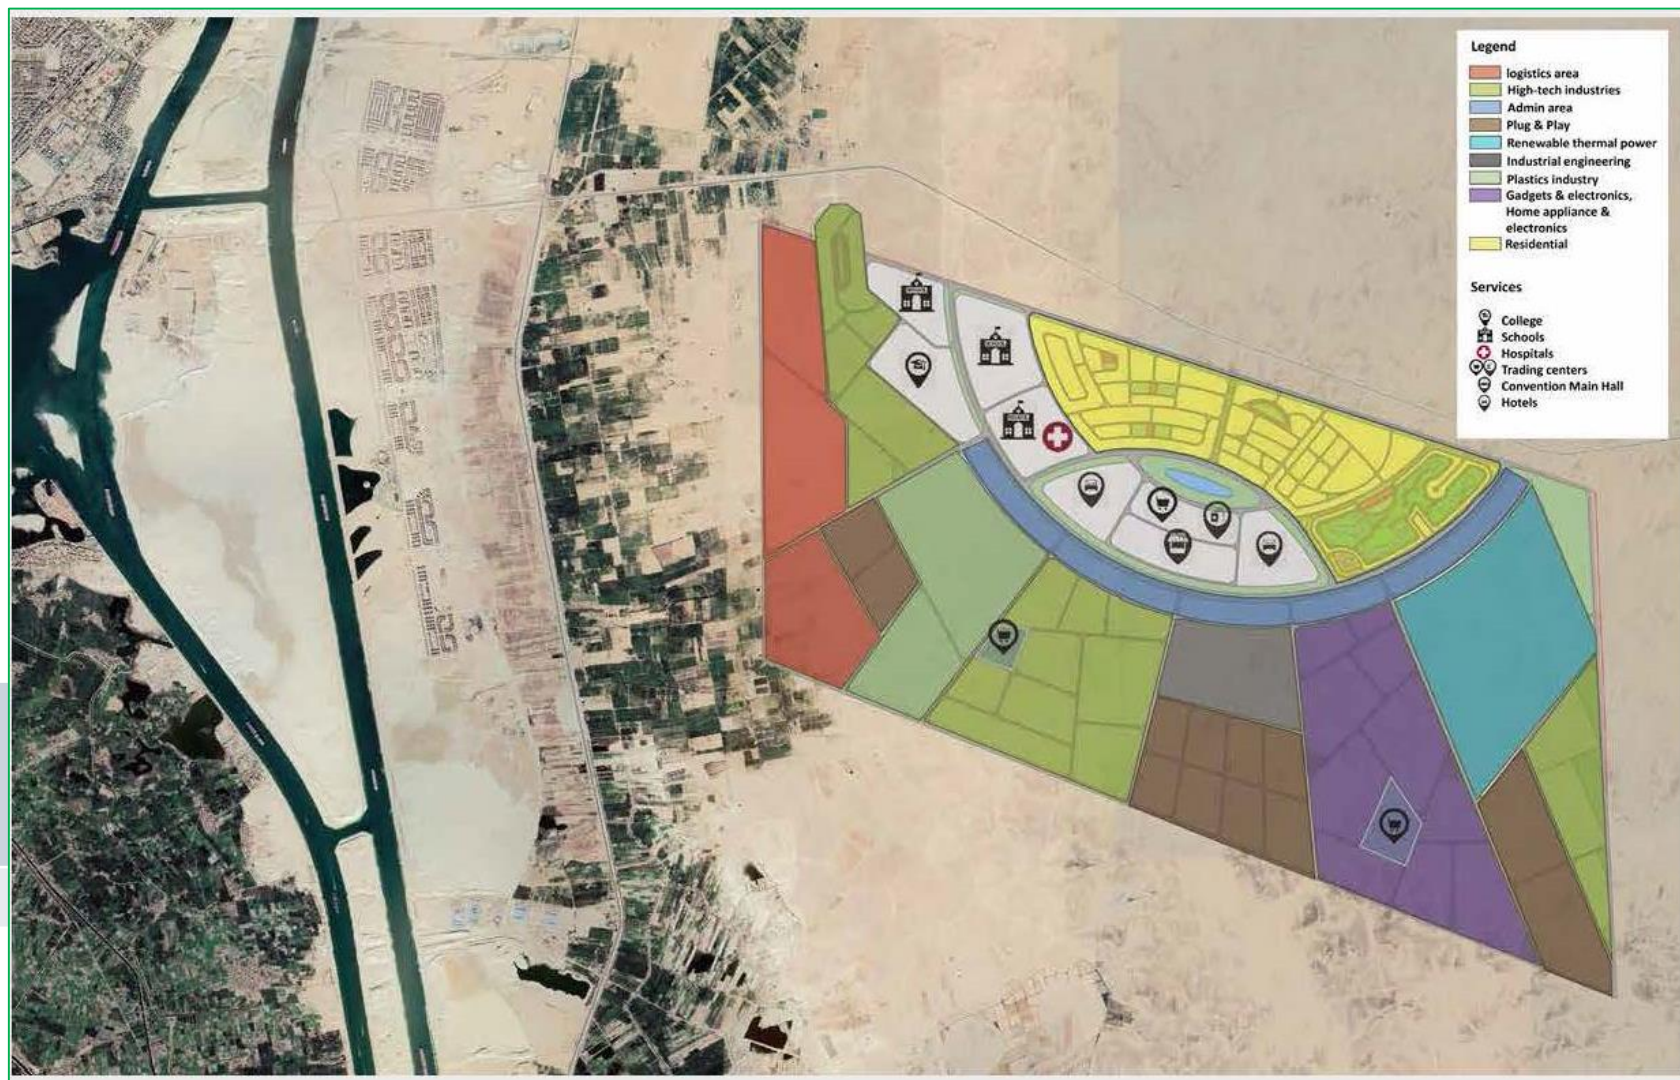 Legend
logistics area
High-tech industries
Admin area
Plug & Play
Renewable thermal power
Industrial engineering
Plastics industry
Gadgets & electronics,
Home appliance &
electronics
Residential
Services
College
Schools
Hospitals
Trading centers
Convention Main Hall
Hotels